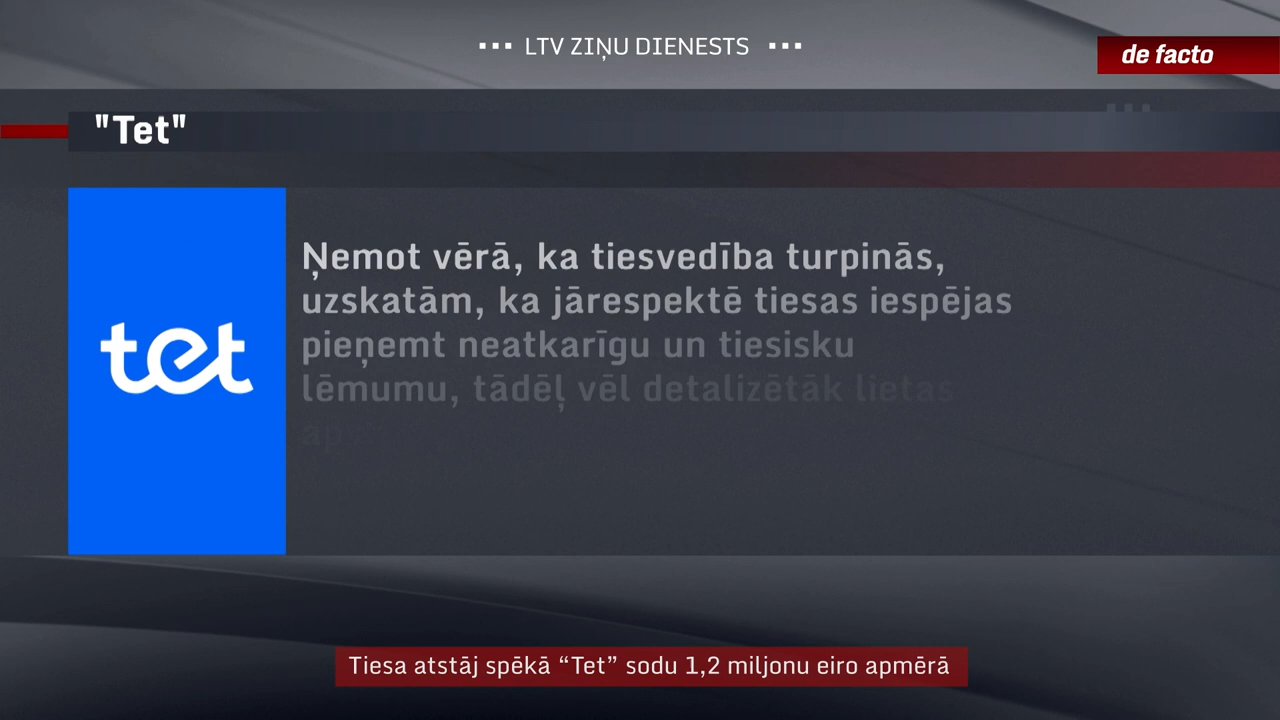 LTV ZIŅU DIENESTS
de facto
"Tet"
tet
Ņemot vērā, ka tiesvedība turpinās,
uzskatām, ka jārespektē tiesas iespējas
pieņemt neatkarīgu un tiesisku
lēmumu, tādēļ vēl detalizētāk lietas
Tiesa atstāj spēkā “Tet” sodu 1,2 miljonu eiro apmērā